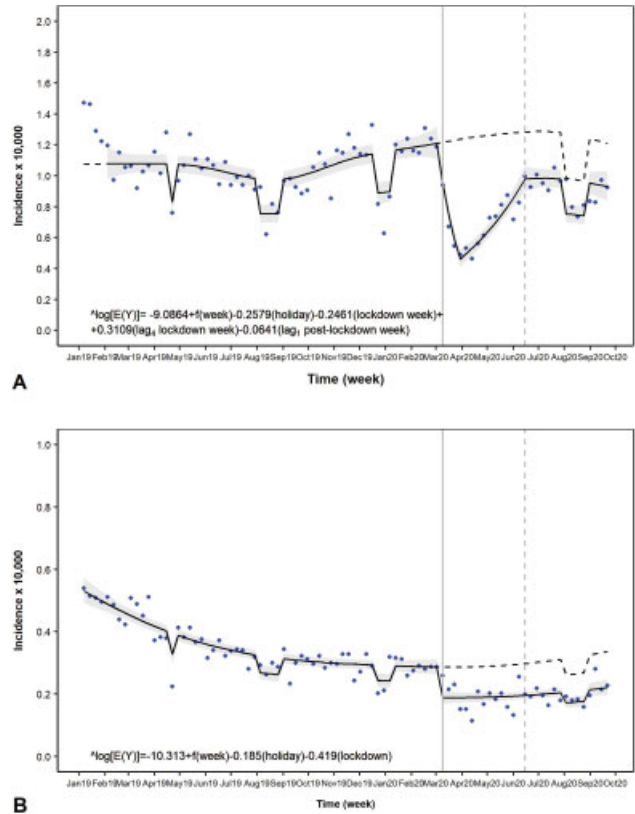 2.0
1.8
1.6
1.4
1.2
1.0
0.8
0.6
0.4
0.2
0.0
Incidence x 10,000
^log[E(Y)]= -9.0864+f(week)-0.2579(holiday)-0.2461(lockdown week)+
+0.3109(lag4 lockdown week)-0.0641(lag1 post-lockdown week)
Jan19 Feb19 Mar19 Apr19 May19 Jun19 Jul19 Aug19 Sep19 Oct19 Nov19 Dec19 Jan20 Feb20 Mar20 Apr20 May20 Jun20 Jul20 Aug20 Sep20 Oct20
Time (week)
A
1.0
0.8
0.6
0.4
0.2
0.0
Incidence x 10,000
^log[E(Y)]=-10.313+f(week)-0.185(holiday)-0.419(lockdown)
Jan19 Feb19 Mar19 Apr19 May19 Jun19 Jul19 Aug19 Sep19 Oct19 Nov19 Dec19 Jan20 Feb20 Mar20 Apr20 May20 Jun20 Jul20 Aug20 Sep20 Oct20
Time (week)
B